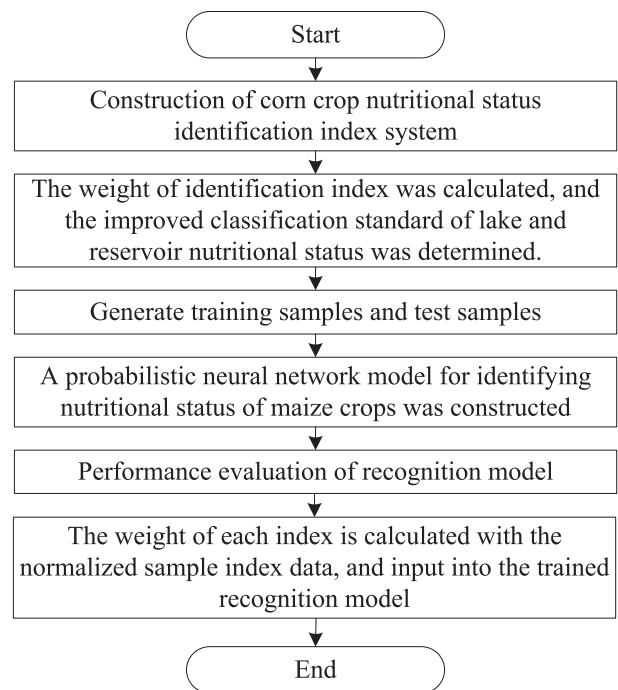 Start
Construction of corn crop nutritional status
identification index system
The weight of identification index was calculated, and
the improved classification standard of lake and
reservoir nutritional status was determined.
Generate training samples and test samples
A probabilistic neural network model for identifying
nutritional status of maize crops was constructed
Performance evaluation of recognition model
The weight of each index is calculated with the
normalized sample index data, and input into the trained
recognition model
End